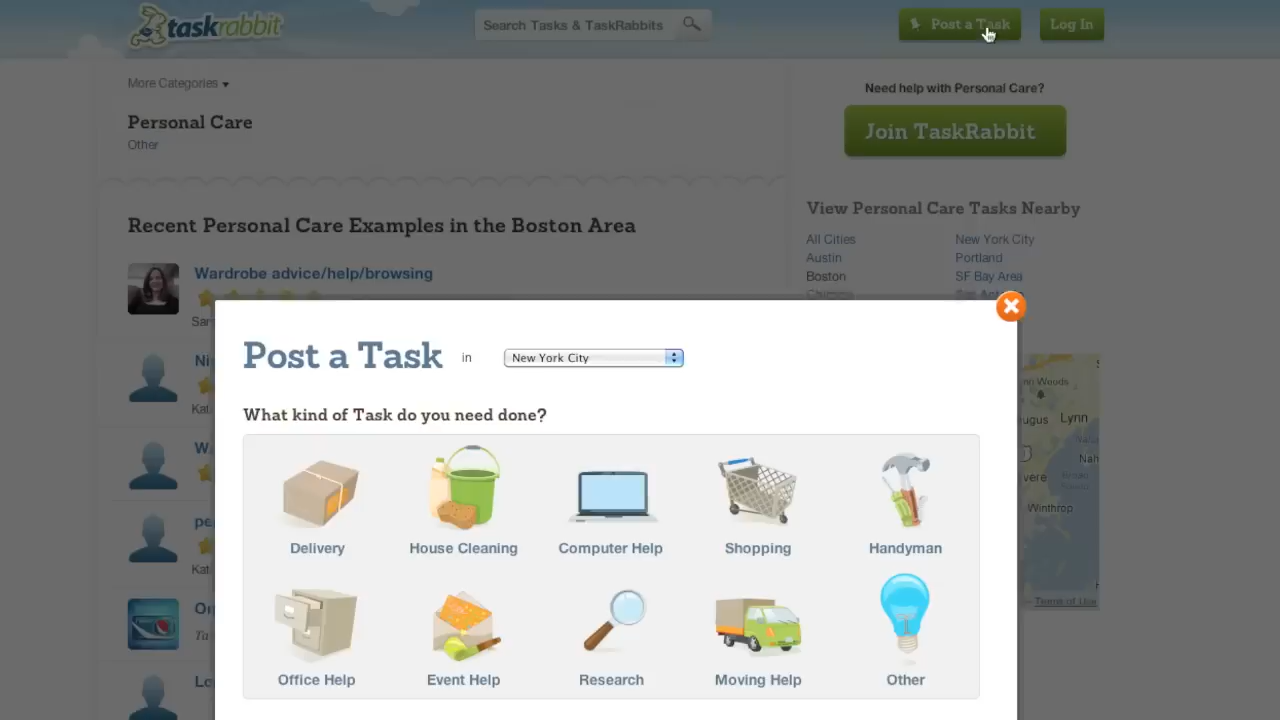 taskrabbit
Search Tasks & TaskRabbits
Post a Task
Log In
More Categories
Need help with Personal Care?
Personal Care
Join TaskRabbit
Other
View Personal Care Tasks Nearby
Recent Personal Care Examples in the Boston Area
All Cities New York City
Austin Portland
Wardrobe advice/help/browsing
Boston SF Bay Area
Post a Task in New York City
What kind of Task do you need done?
Lynn
Winthrop
Delivery House Cleaning Computer Help Shopping Handyman
Terms of Use
Office Help Event Help Research Moving Help Other